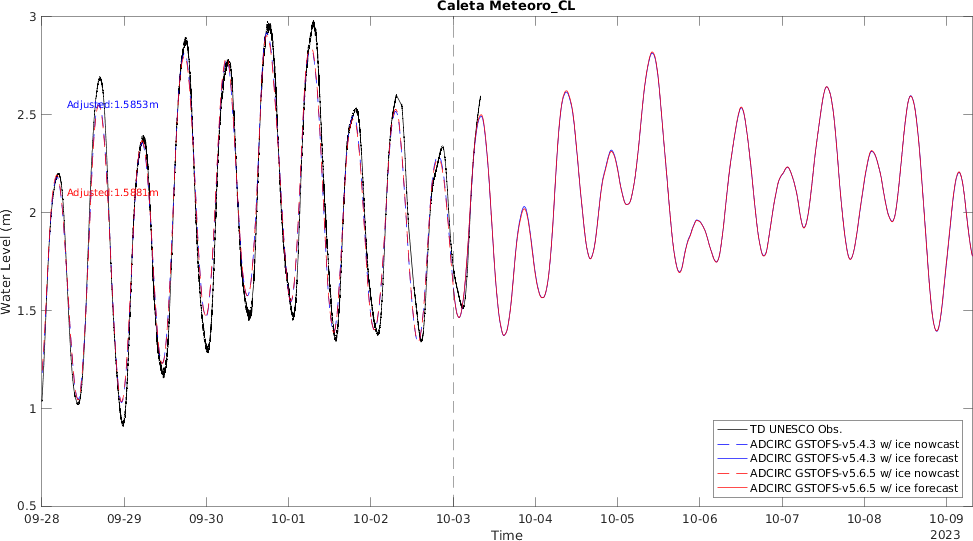 Caleta Meteoro_CL
3
2.5
2
1.5
1
0.5
Water Level (m)
Adjusted:1.5853m
Adjusted:1.5881m
TD UNESCO Obs.
ADCIRC GSTOFS-v5.4.3 w/ ice nowcast
ADCIRC GSTOFS-v5.4.3 w/ ice forecast
ADCIRC GSTOFS-v5.6.5 w/ ice nowcast
ADCIRC GSTOFS-v5.6.5 w/ ice forecast
09-28 09-29 09-30 10-01 10-02 10-03 10-04 10-05 10-06 10-07 10-08 10-09
Time 2023